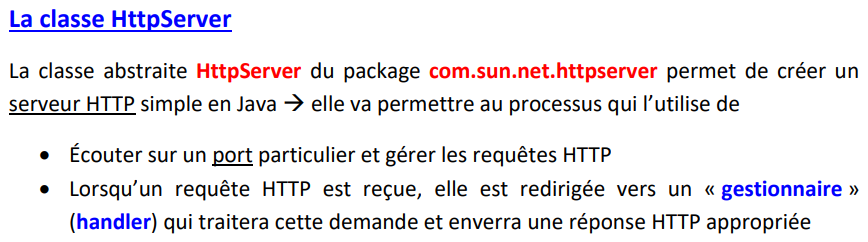 La classe HttpServer
La classe abstraite HttpServer du package com.sun.net.httpserver permet de créer un
serveur HTTP simple en Java → elle va permettre au processus qui l’utilise de
• Écouter sur un port particulier et gérer les requêtes HTTP
• Lorsqu’un requête HTTP est reçue, elle est redirigée vers un « gestionnaire »
(handler) qui traitera cette demande et enverra une réponse HTTP appropriée